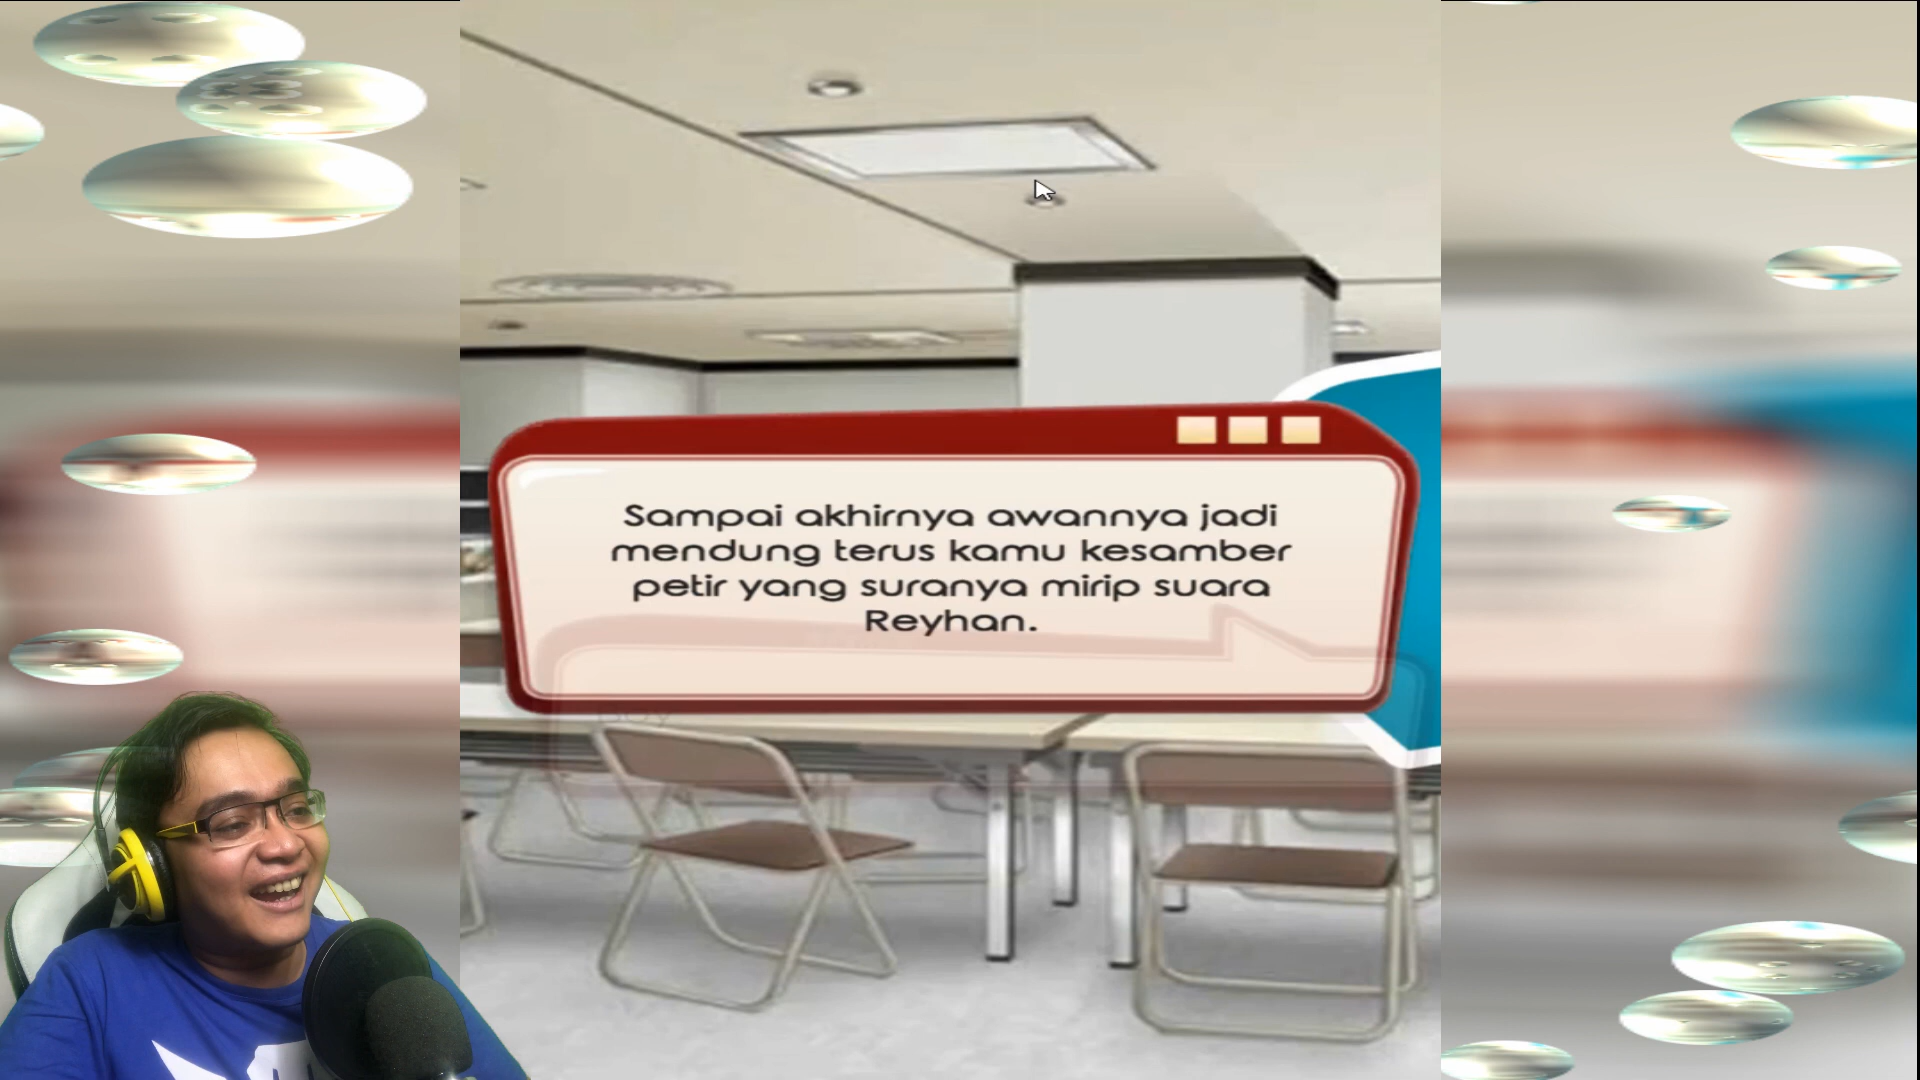 Sampai akhirnya awannya jadi
mendung terus kamu kesamber
petir yang suranya mirip suara
Reyhan.